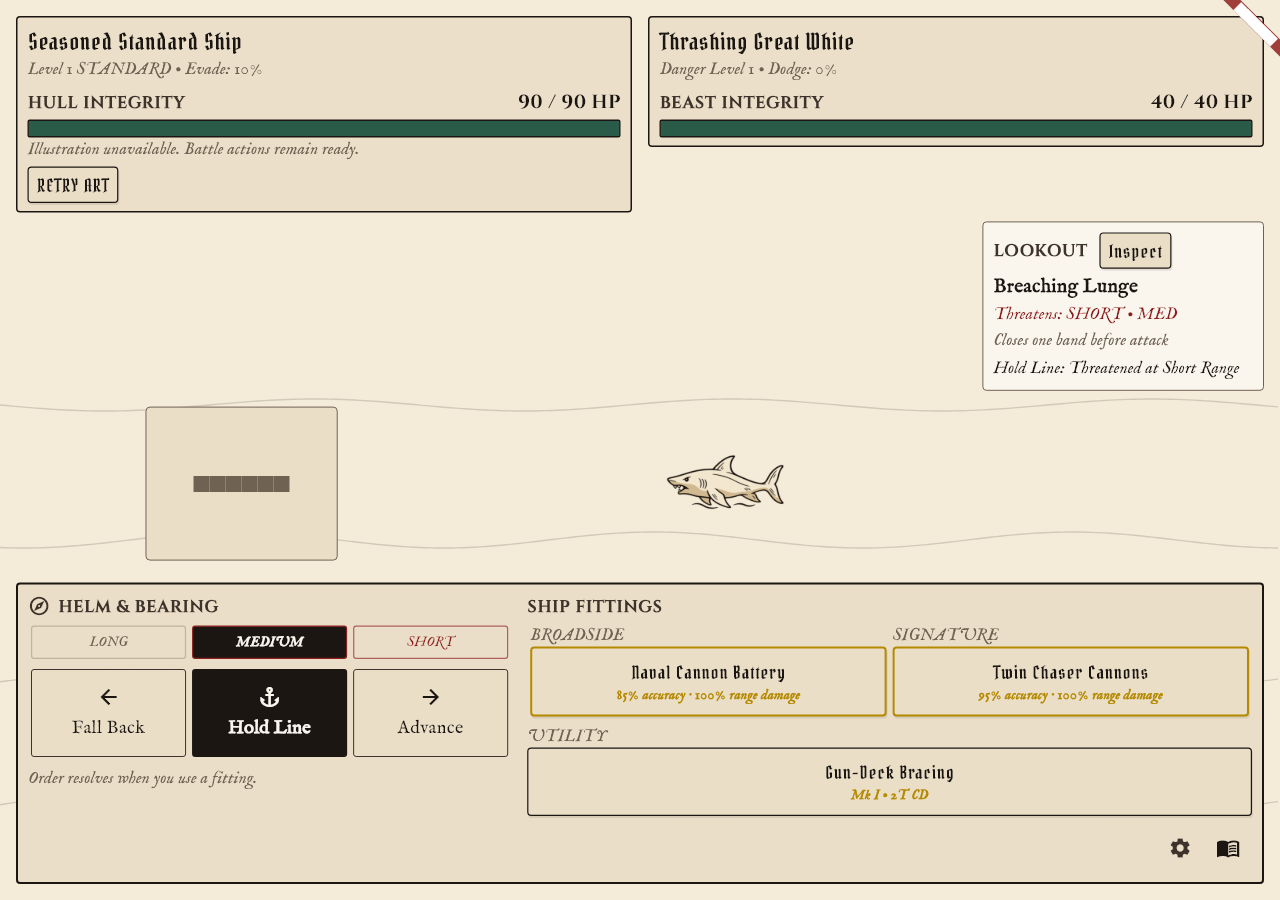 Seasoned Standard Ship
Level 1 STANDARD • Evade: 10%
HULL INTEGRITY 90 / 90 HP
Illustration unavailable. Battle actions remain ready.
RETRY ART
Thrashing Great White
Danger Level 1 • Dodge: 0%
BEAST INTEGRITY 40 / 40 HP
LOOKOUT Inspect
Breaching Lunge
Threatens: SHORT • MED
Closes one band before attack
Hold Line: Threatened at Short Range
HELM & BEARING
LONG MEDIUM SHORT
Fall Back Hold Line Advance
Order resolves when you use a fitting.
SHIP FITTINGS
BROADSIDE SIGNATURE
Naval Cannon Battery Twin Chaser Cannons
85% accuracy · 100% range damage 95% accuracy · 100% range damage
UTILITY
Gun-Deck Bracing
Mk I • 2T CD